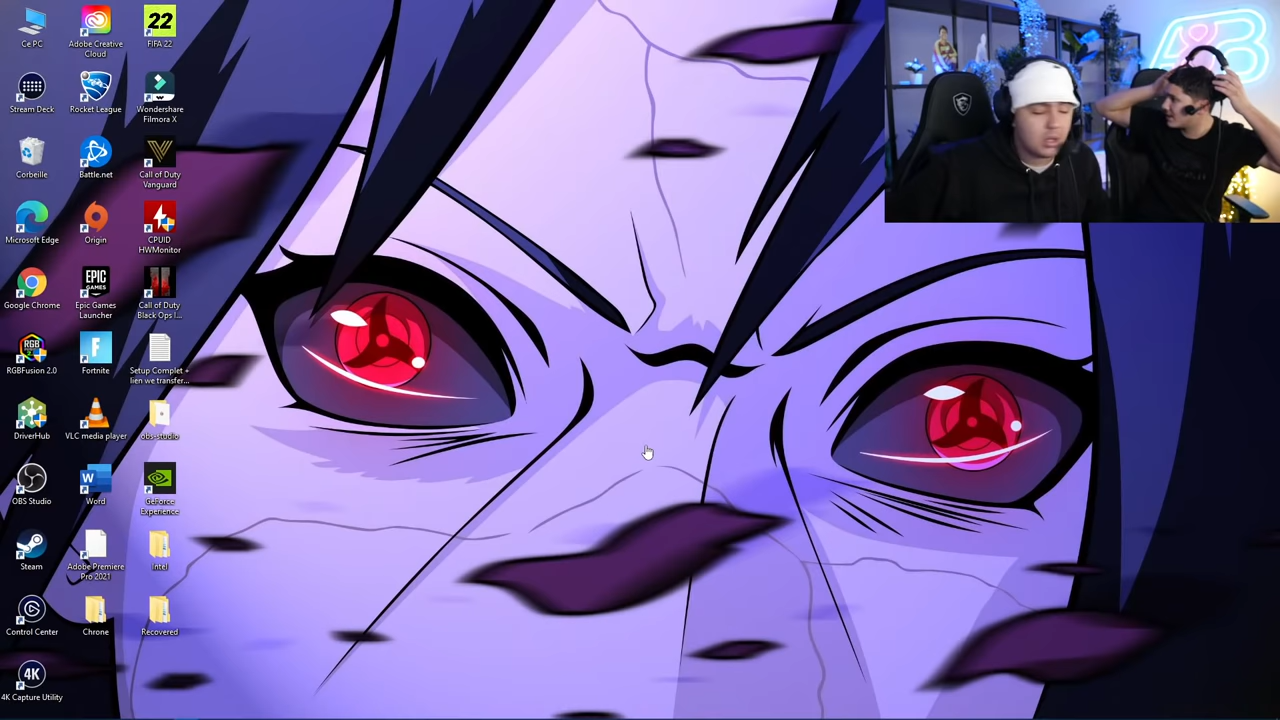 Ce PC
Adobe Creative
Cloud
22
FIFA 22
Stream Deck
Rocket League
Wondershare
Filmora X
Corbeille
Battle.net
Call of Duty
Vanguard
Microsoft Edge
Origin
CPUID
HWMonitor
Google Chrome
EPIC
GAMES
Epic Games
Launcher
Call of Duty
Black Ops I...
RGB
RGBFusion 2.0
F
Fortnite
Setup Complet +
lien we transfer...
DriverHub
VLC media player
obs-studio
OBS Studio
W
Word
GeForce
Experience
Steam
Adobe Premiere
Pro 2021
Intel
Control Center
Chrone
Recovered
4K
4K Capture Utility
A8B